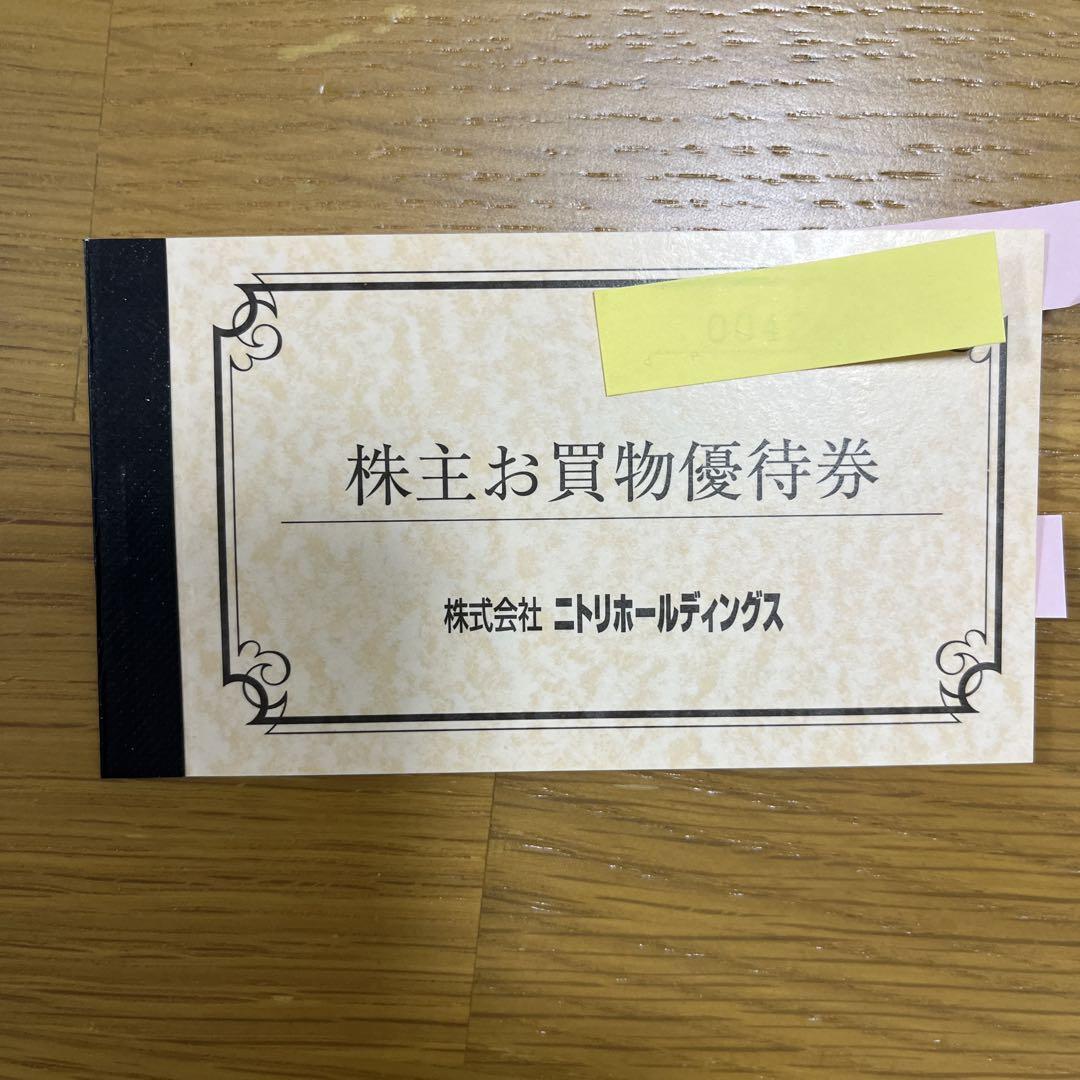 株主お買物優待券
株式会社 ニトリホールディングス